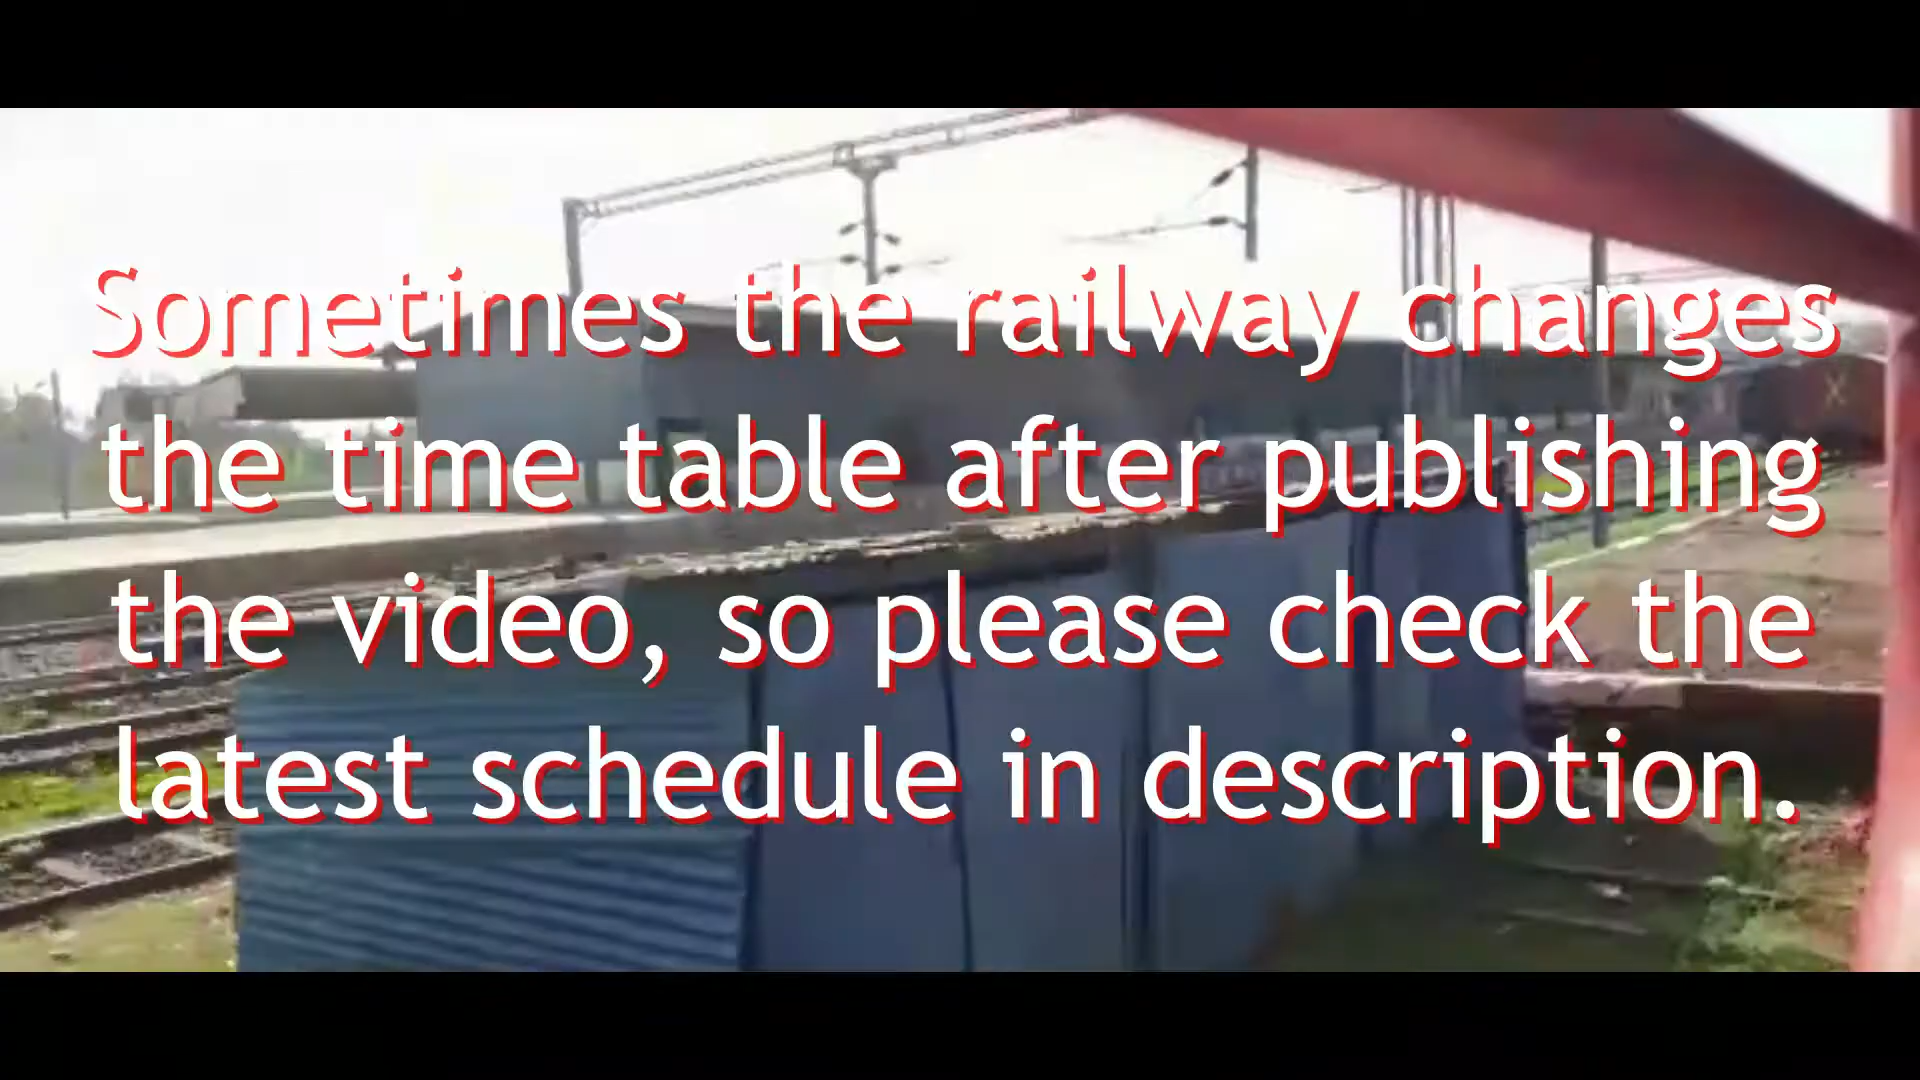 Sometimes the railway changes
the time table after publishing
the video, so please check the
latest schedule in description.